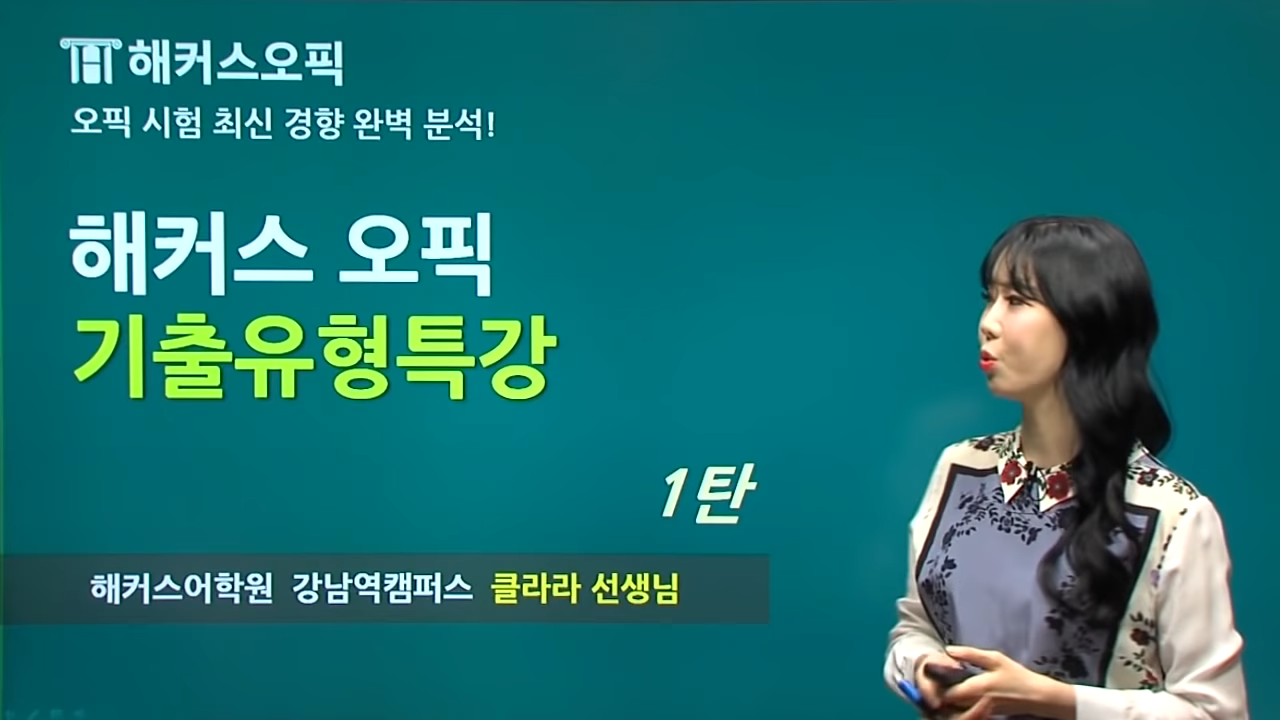 해커스오픽
오픽 시험 최신 경향 완벽 분석!
해커스 오픽
기출유형특강
1탄
해커스어학원 강남역캠퍼스 클라라 선생님